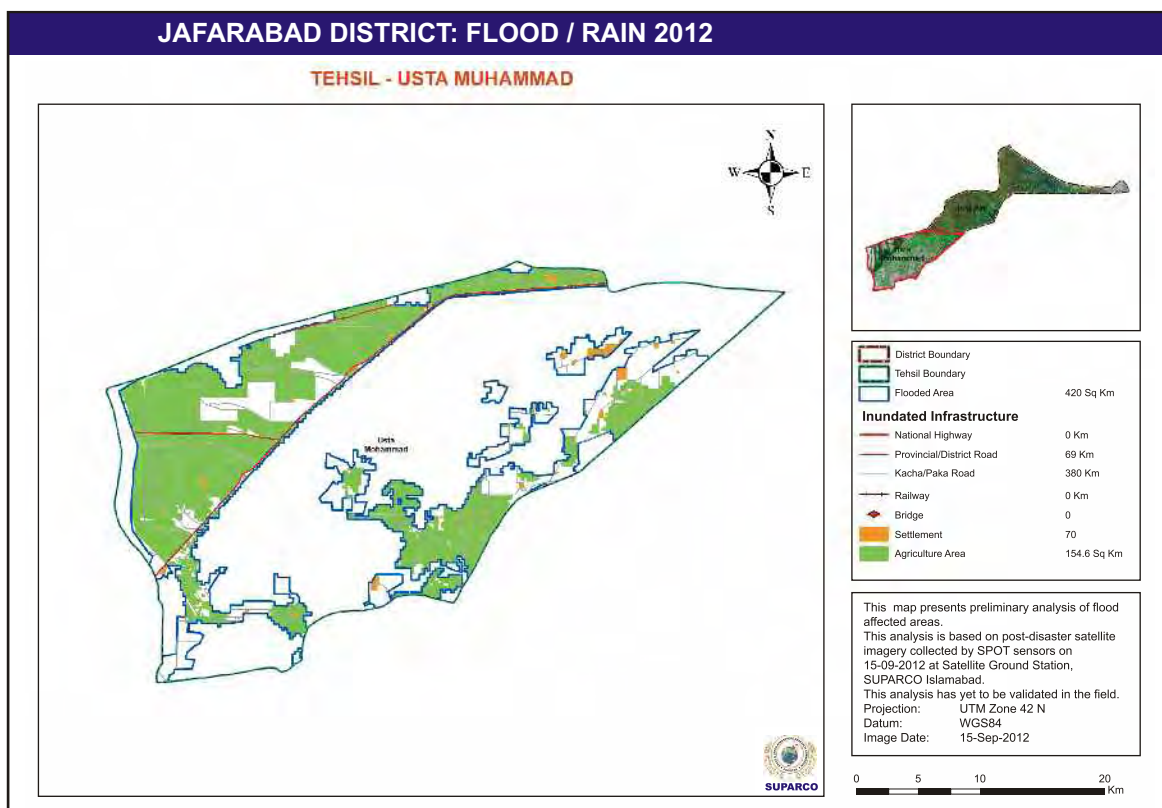 JAFARABAD DISTRICT: FLOOD / RAIN 2012
TEHSIL - USTA MUHAMMAD
N
W E
S
Usta
Mohammad
SUPARCO
District Boundary
Tehsil Boundary
Flooded Area 420 Sq Km
Inundated Infrastructure
National Highway 0 Km
Provincial/District Road 69 Km
Kacha/Paka Road 380 Km
Railway 0 Km
Bridge 0
Settlement 70
Agriculture Area 154.6 Sq Km
This map presents preliminary analysis of flood
affected areas.
This analysis is based on post-disaster satellite
imagery collected by SPOT sensors on
15-09-2012 at Satellite Ground Station,
SUPARCO Islamabad.
This analysis has yet to be validated in the field.
Projection: UTM Zone 42 N
Datum: WGS84
Image Date: 15-Sep-2012
0 5 10 20
Km